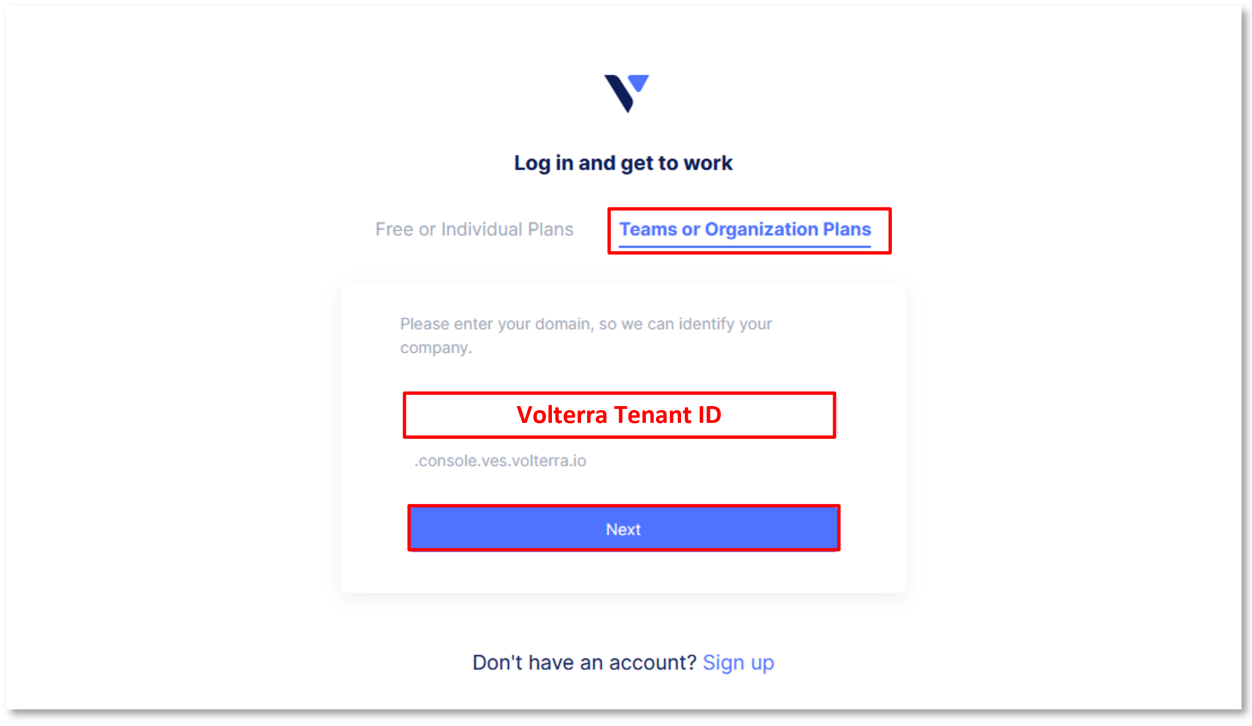 Log in and get to work
Free or Individual Plans
Teams or Organization Plans
Please enter your domain, so we can identify your
company.
Volterra Tenant ID
.console.ves.volterra.io
Next
Don't have an account? Sign up